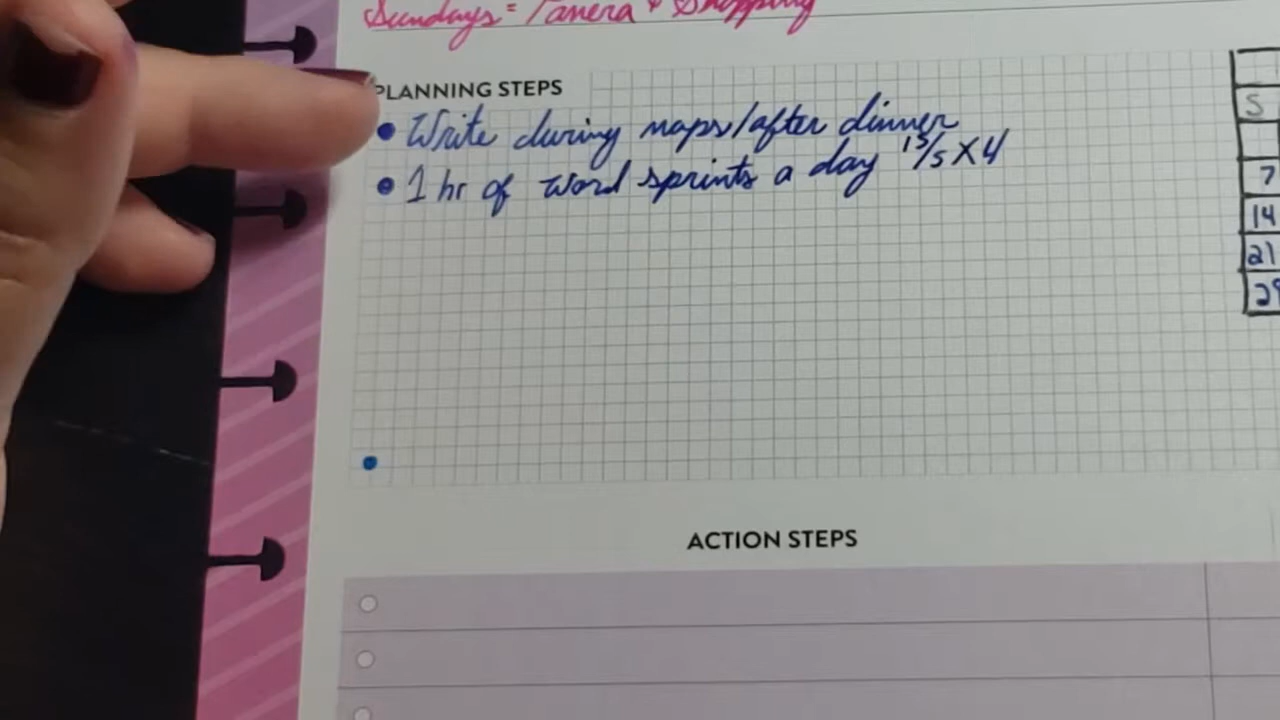 Sundays = Panera & Shopping
PLANNING STEPS
• Write during naps/after dinner
• 1 hr of word sprints a day 15/5 X 4
S
7
14
21
ACTION STEPS